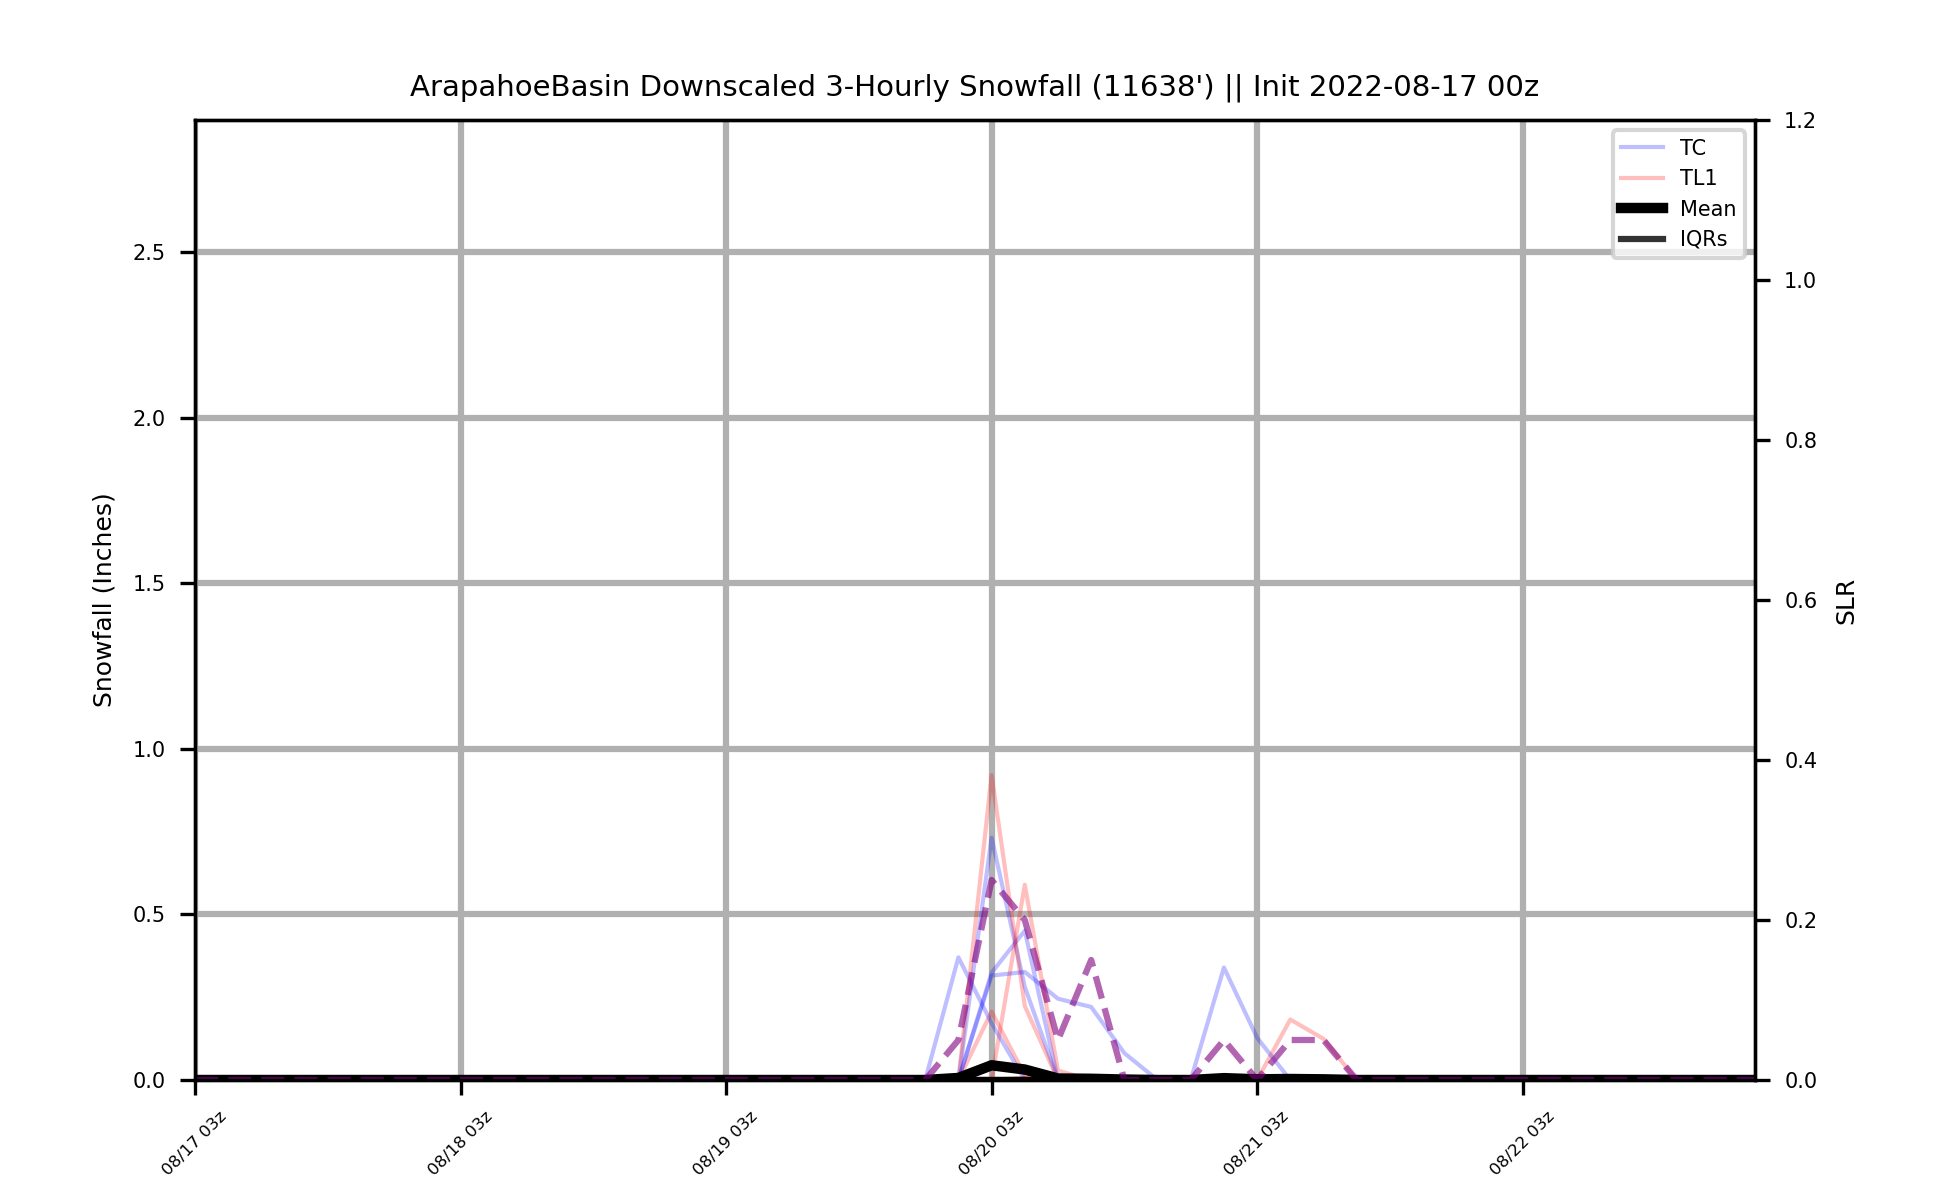 ArapahoeBasin Downscaled 3-Hourly Snowfall (11638') || Init 2022-08-17 00z
TC
TL1
Mean
IQRs
Snowfall (Inches)
2.5
2.0
1.5
1.0
0.5
0.0
1.2
1.0
0.8
0.6
0.4
0.2
0.0
SLR
08/17 03z
08/18 03z
08/19 03z
08/20 03z
08/21 03z
08/22 03z